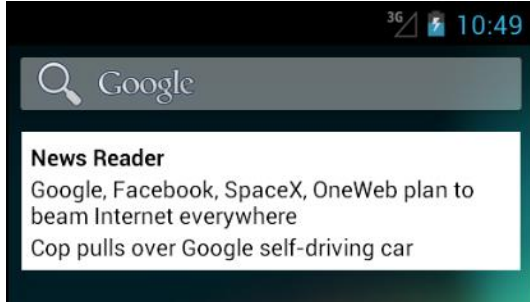 3G 10:49
Google
News Reader
Google, Facebook, SpaceX, OneWeb plan to
beam Internet everywhere
Cop pulls over Google self-driving car